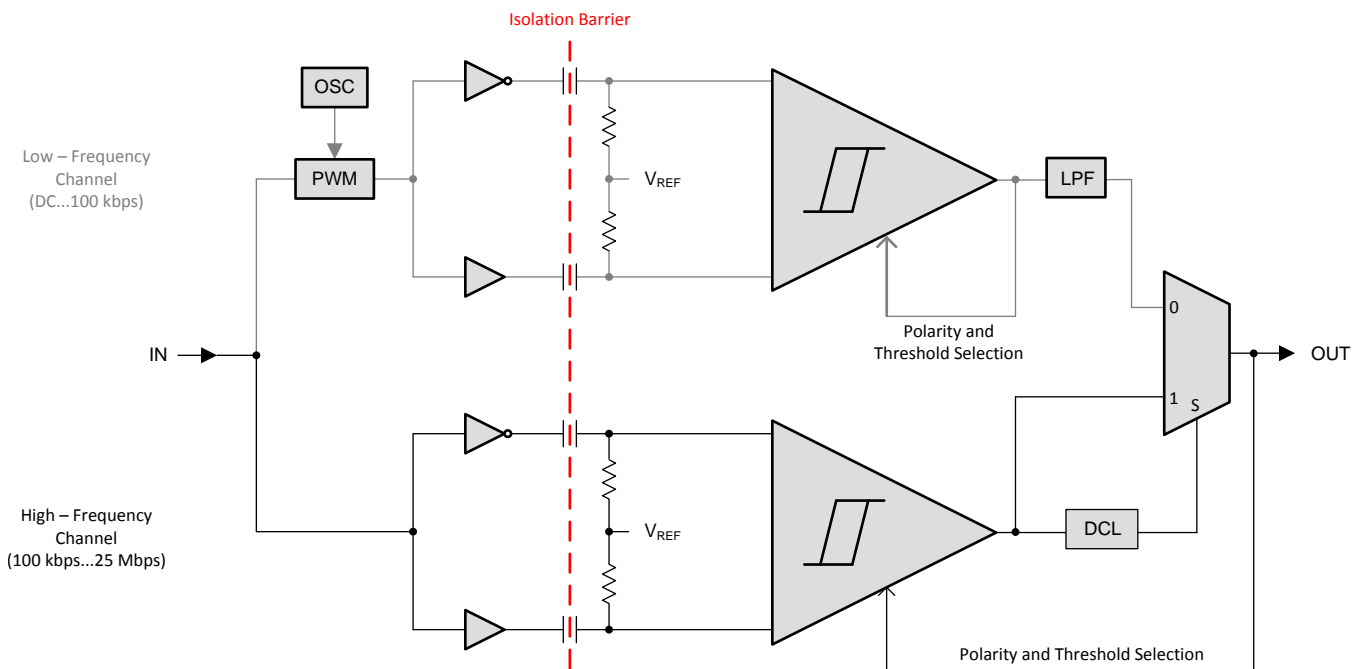 Isolation Barrier
OSC
Low – Frequency
Channel
(DC...100 kbps)
PWM
VREF
LPF
0
Polarity and
Threshold Selection
IN
OUT
1
S
High – Frequency
Channel
(100 kbps...25 Mbps)
VREF
DCL
Polarity and Threshold Selection